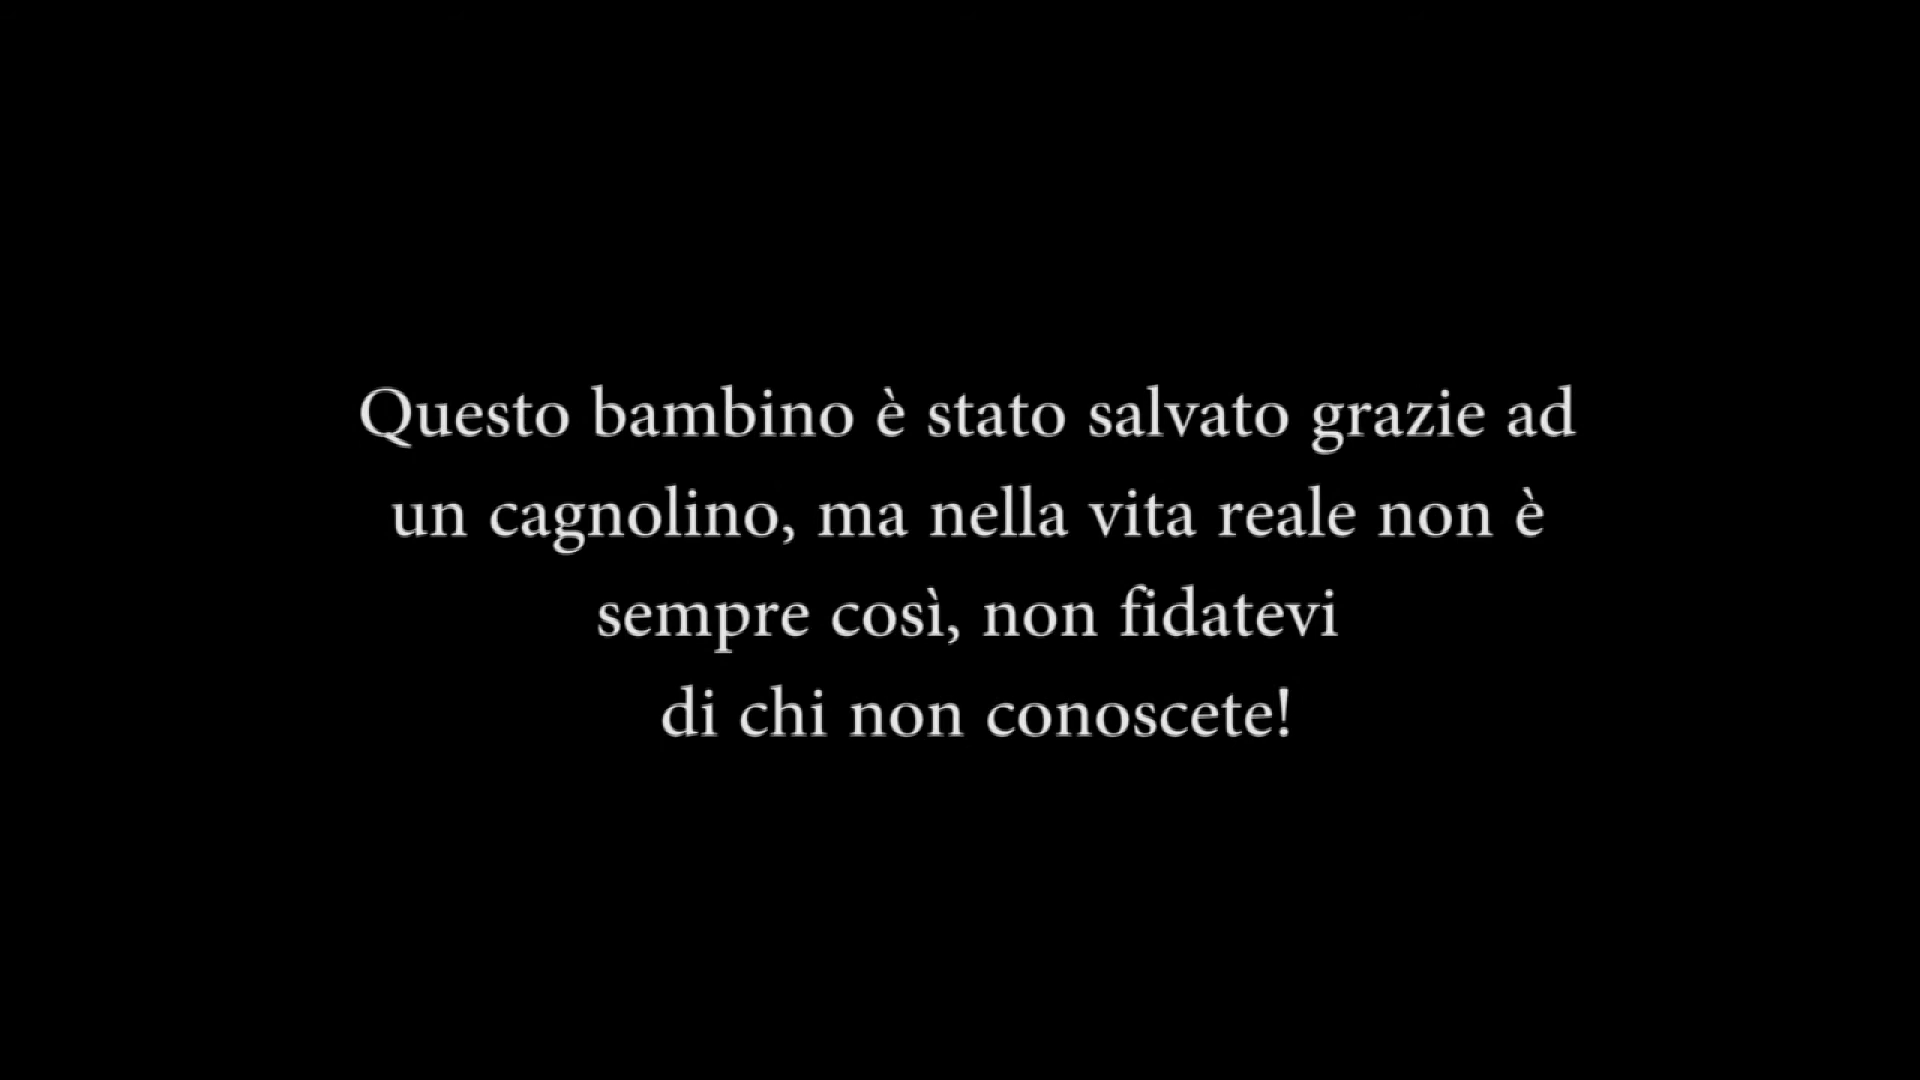 Questo bambino è stato salvato grazie ad
un cagnolino, ma nella vita reale non è
sempre così, non fidatevi
di chi non conoscete!